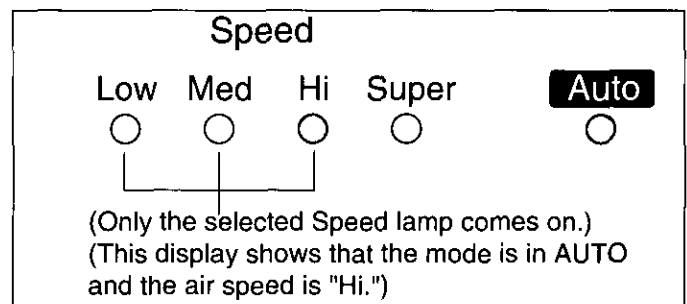 Speed
Low Med Hi Super Auto
(Only the selected Speed lamp comes on.)
(This display shows that the mode is in AUTO
and the air speed is "Hi.")